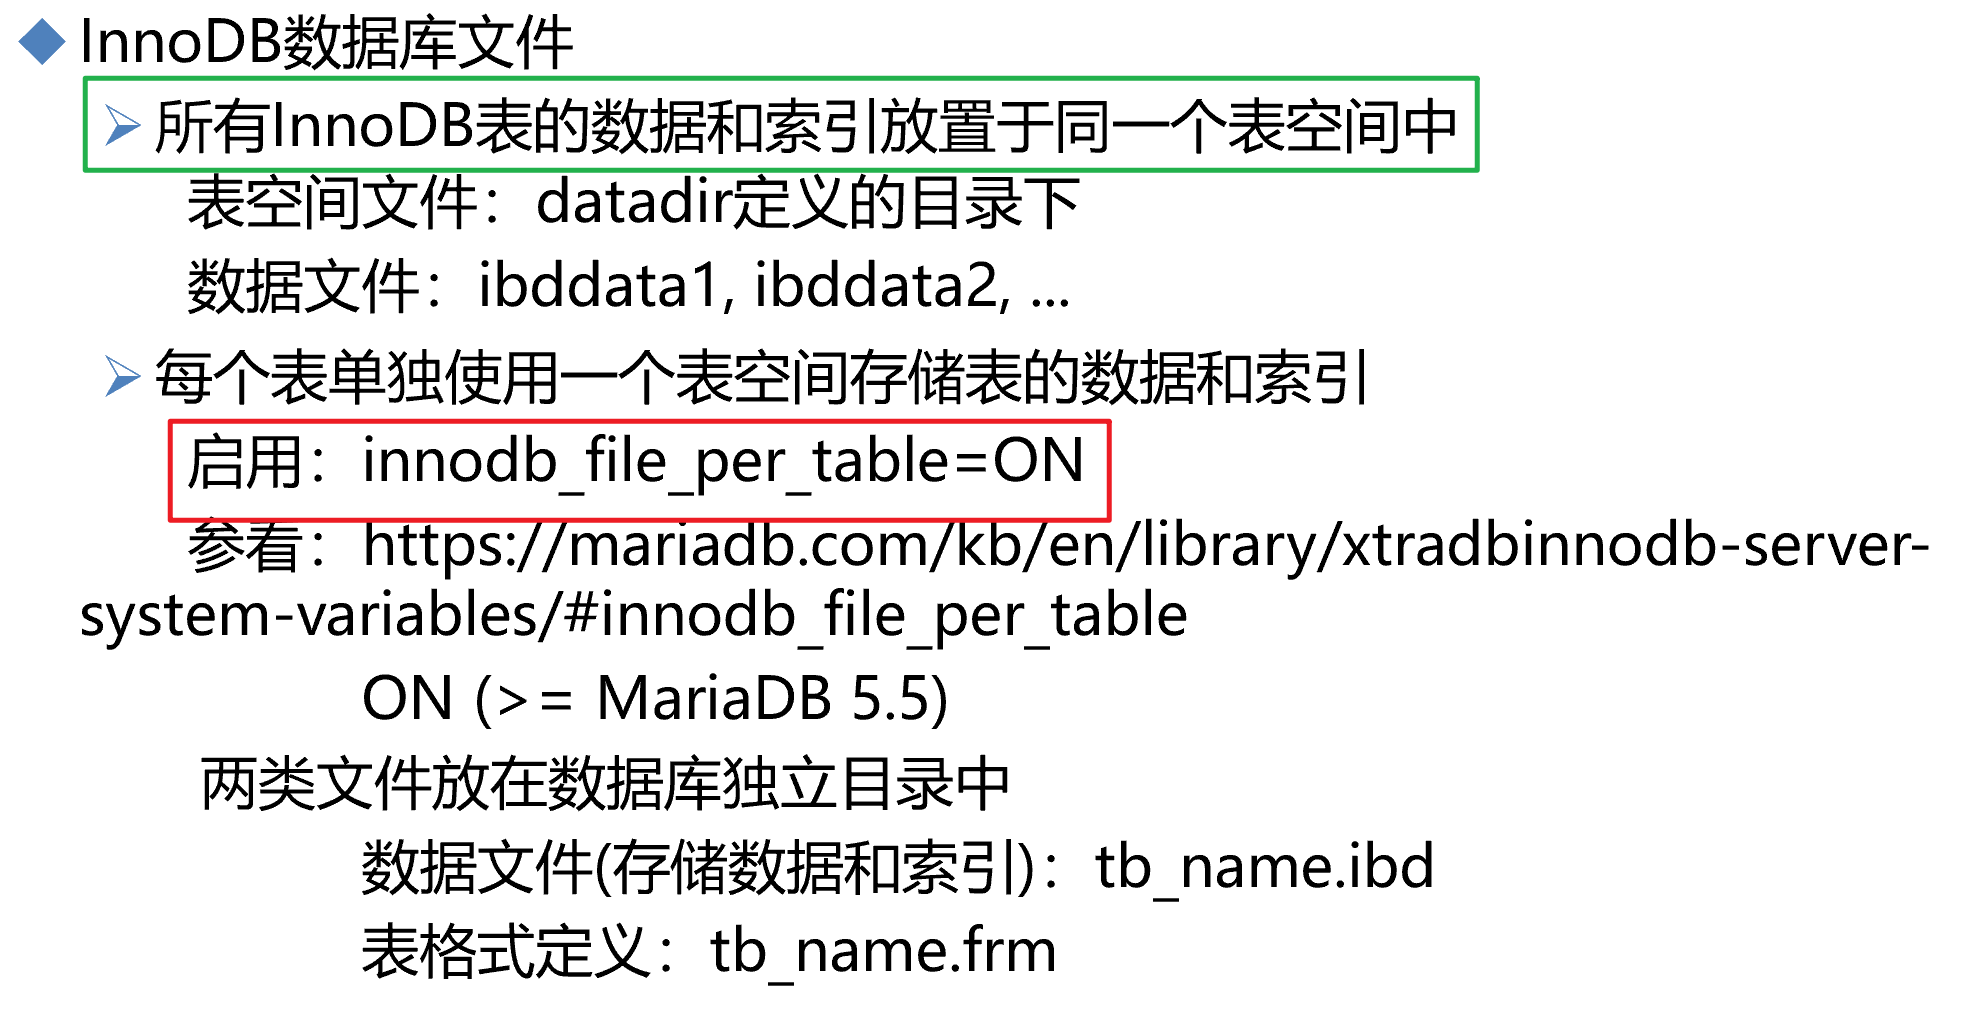 InnoDB数据库文件
所有InnoDB表的数据和索引放置于同一个表空间中
表空间文件：datadir定义的目录下
数据文件：ibddata1, ibddata2, ...
每个表单独使用一个表空间存储表的数据和索引
启用：innodb_file_per_table=ON
参看：https://mariadb.com/kb/en/library/xtradbinnodb-server-
system-variables/#innodb_file_per_table
ON (>= MariaDB 5.5)
两类文件放在数据库独立目录中
数据文件(存储数据和索引)：tb_name.ibd
表格式定义：tb_name.frm